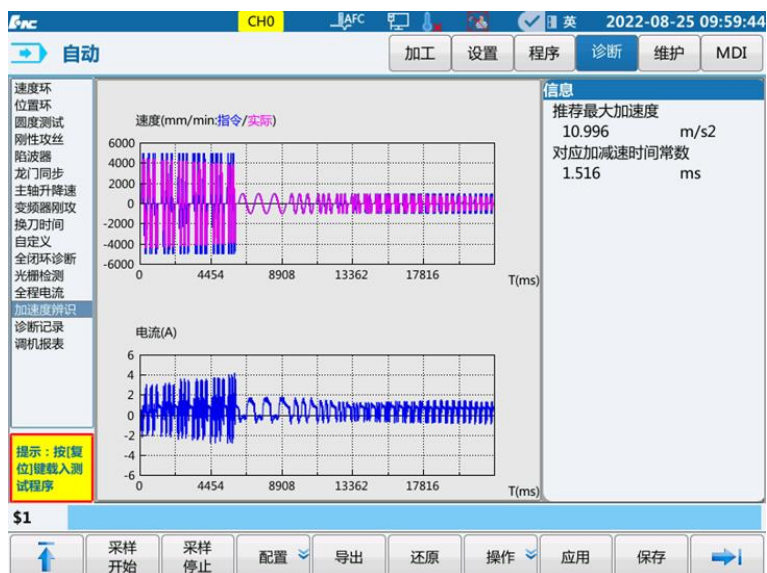 CH0 AFC 英 2022-08-25 09:59:44
自动
加工 设置 程序 诊断 维护 MDI
速度环
位置环
圆度测试
刚性攻丝
陷波器
龙门同步
主轴升降速
变频器刚攻
换刀时间
自定义
全闭环诊断
光栅检测
全程电流
加速度辨识
诊断记录
调机报表
提示：按[复
位]键载入测
试程序
速度(mm/min:指令/实际)
6000
4000
2000
0
-2000
-4000
-6000
0 4454 8908 13362 17816 T(ms)
电流(A)
6
4
2
0
-2
-4
-6
0 4454 8908 13362 17816 T(ms)
信息
推荐最大加速度
10.996 m/s2
对应加减速时间常数
1.516 ms
$1
采样
开始
采样
停止
配置
导出
还原
操作
应用
保存